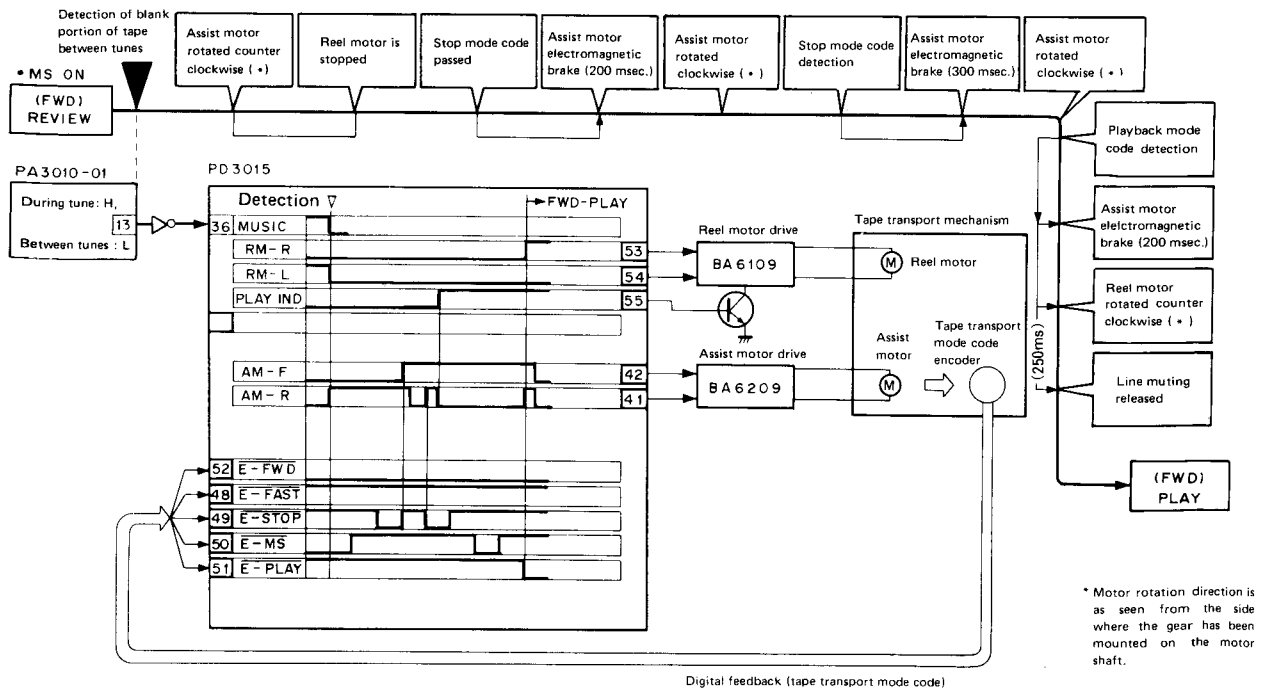 Detection of blank
portion of tape
between tunes
• MS ON
(FWD)
REVIEW
Assist motor
rotated counter
clockwise ( * )
Reel motor is
stopped
Stop mode code
passed
Assist motor
electromagnetic
brake (200 msec.)
Assist motor
rotated
clockwise ( * )
Stop mode code
detection
Assist motor
electromagnetic
brake (300 msec.)
Assist motor
rotated
clockwise ( * )
Playback mode
code detection
Assist motor
elelctromagnetic
brake (200 msec.)
Reel motor
rotated counter
clockwise ( * )
Line muting
released
(250ms)
(FWD)
PLAY
PA3010-01
During tune: H,
13
Between tunes : L
PD3015
Detection
FWD-PLAY
36 MUSIC
RM-R 53
RM-L 54
PLAY IND 55
AM-F 42
AM-R 41
52 E-FWD
48 E-FAST
49 E-STOP
50 E-MS
51 E-PLAY
Reel motor drive
BA6109
Assist motor drive
BA6209
Tape transport mechanism
M Reel motor
Assist
motor
M
Tape transport
mode code
encoder
* Motor rotation direction is
as seen from the side
where the gear has been
mounted on the motor
shaft.
Digital feedback (tape transport mode code)